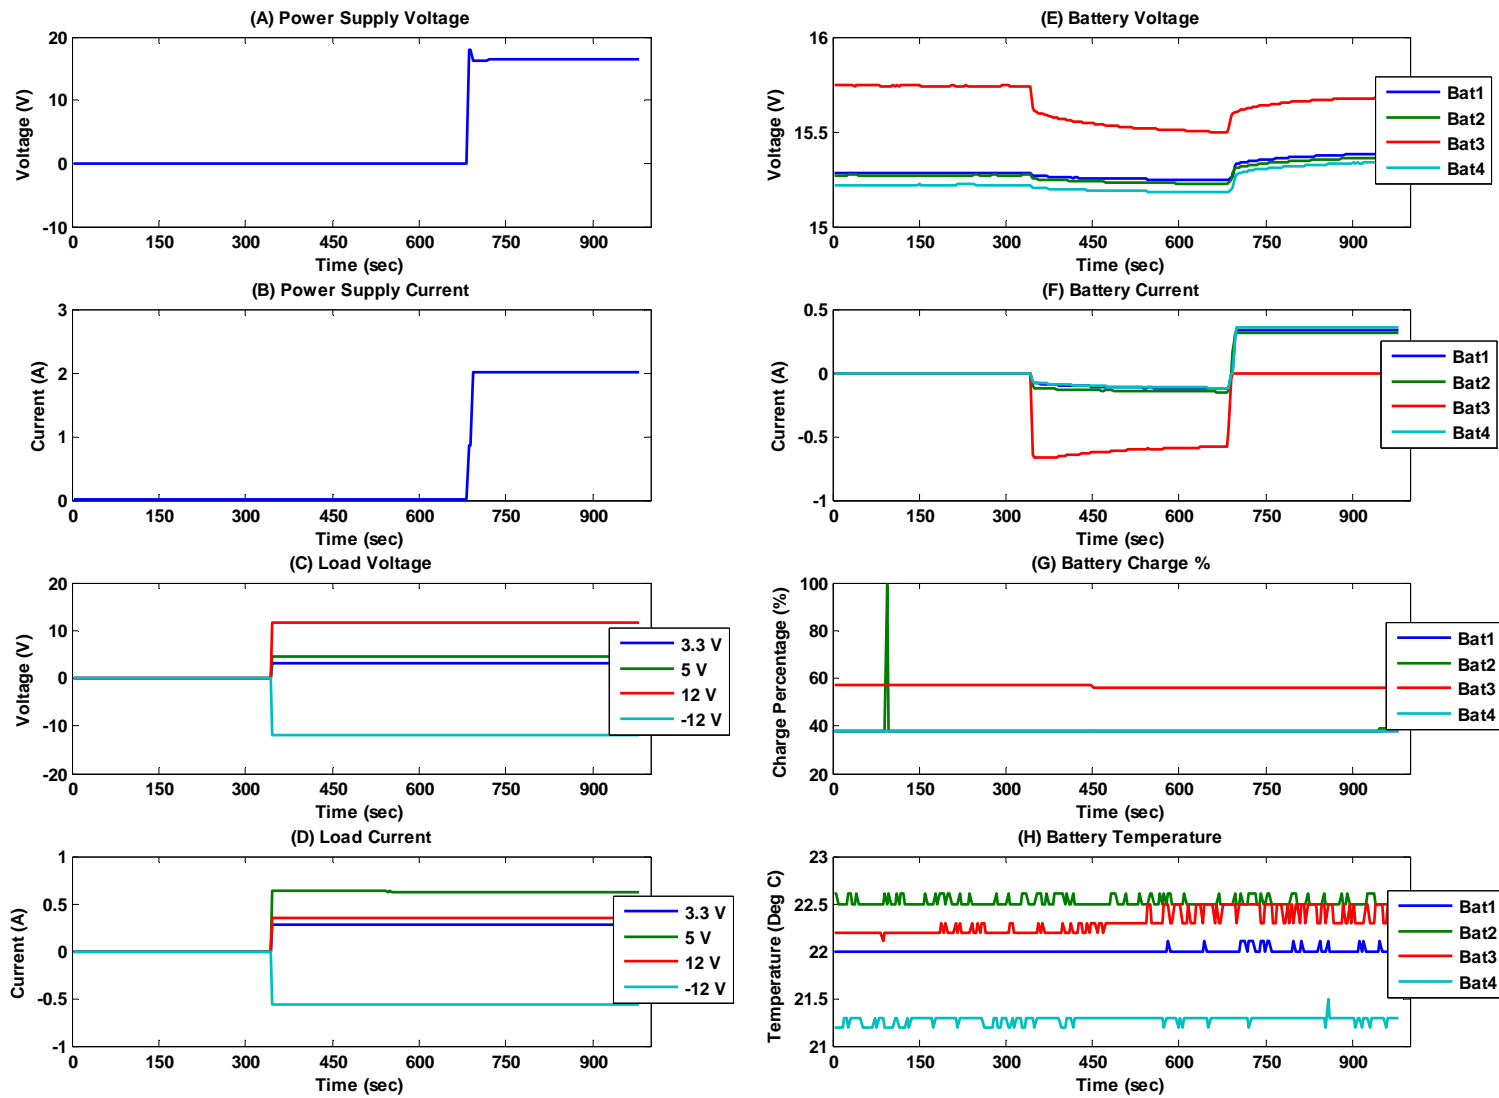 (A) Power Supply Voltage
Voltage (V)
20
10
0
-10
0 150 300 450 600 750 900
Time (sec)
(B) Power Supply Current
Current (A)
3
2
1
0
0 150 300 450 600 750 900
Time (sec)
(C) Load Voltage
Voltage (V)
20
10
0
-10
-20
0 150 300 450 600 750 900
Time (sec)
3.3 V
5 V
12 V
-12 V
(D) Load Current
Current (A)
1
0.5
0
-0.5
-1
0 150 300 450 600 750 900
Time (sec)
3.3 V
5 V
12 V
-12 V
(E) Battery Voltage
Voltage (V)
16
15.5
15
0 150 300 450 600 750 900
Time (sec)
Bat1
Bat2
Bat3
Bat4
(F) Battery Current
Current (A)
0.5
0
-0.5
-1
0 150 300 450 600 750 900
Time (sec)
Bat1
Bat2
Bat3
Bat4
(G) Battery Charge %
Charge Percentage (%)
100
80
60
40
20
0 150 300 450 600 750 900
Time (sec)
Bat1
Bat2
Bat3
Bat4
(H) Battery Temperature
Temperature (Deg C)
23
22.5
22
21.5
21
0 150 300 450 600 750 900
Time (sec)
Bat1
Bat2
Bat3
Bat4